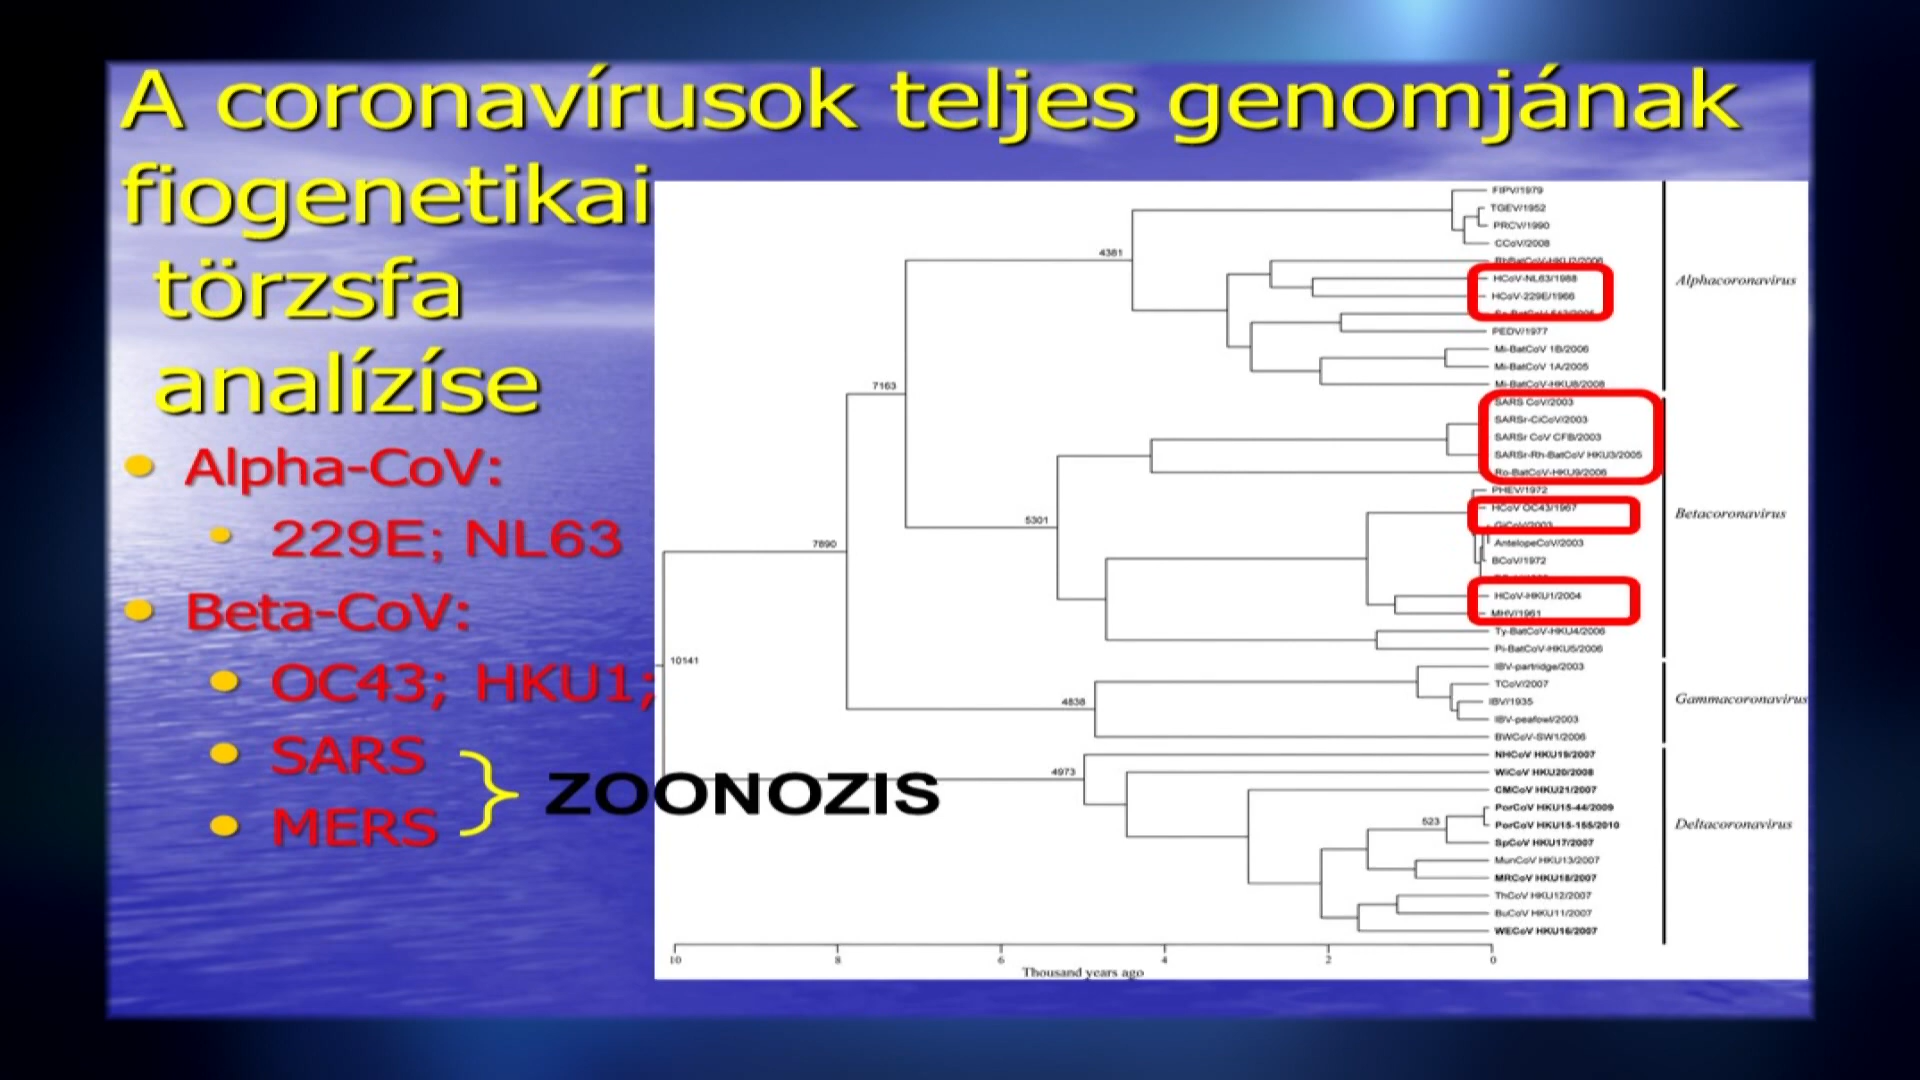 A coronavírusok teljes genomjának
fiogenetikai
törzsfa
analízíse
Alpha-CoV:
229E; NL63
Beta-CoV:
OC43; HKU1;
SARS
MERS
ZOONOZIS
FIPV/1979
TGEV/1952
PRCV/1990
CCoV/2008
RhBatCoV-HKU2/2006
HCoV-NL63/1988
HCoV-229E/1966
PEDV/1977
Mi-BatCoV 1B/2006
Mi-BatCoV 1A/2005
Mi-BatCoV-HKU8/2008
SARS CoV/2003
SARSr-CiCoV/2003
SARSr CoV CFB/2003
SARSr-Rh-BatCoV HKU3/2005
Ro-BatCoV-HKU9/2006
PHEV/1972
HCoV OC43/1967
GiCoV/2003
AntelopeCoV/2003
BCoV/1972
HCoV-HKU1/2004
MHV/1961
Ty-BatCoV-HKU4/2006
Pi-BatCoV-HKU5/2006
IBV-partridge/2003
TCoV/2007
IBV/1935
IBV-peafowl/2003
BWCoV-SW1/2006
NHCoV HKU19/2007
WiCoV HKU20/2008
CMCoV HKU21/2007
PorCoV HKU15-44/2009
PorCoV HKU15-155/2010
SpCoV HKU17/2007
MunCoV HKU13/2007
MRCoV HKU18/2007
ThCoV HKU12/2007
BuCoV HKU11/2007
WECoV HKU16/2007
4381
7163
5301
7890
10141
4838
4973
523
Alphacoronavirus
Betacoronavirus
Gammacoronavirus
Deltacoronavirus
10 8 6 4 2 0
Thousand years ago